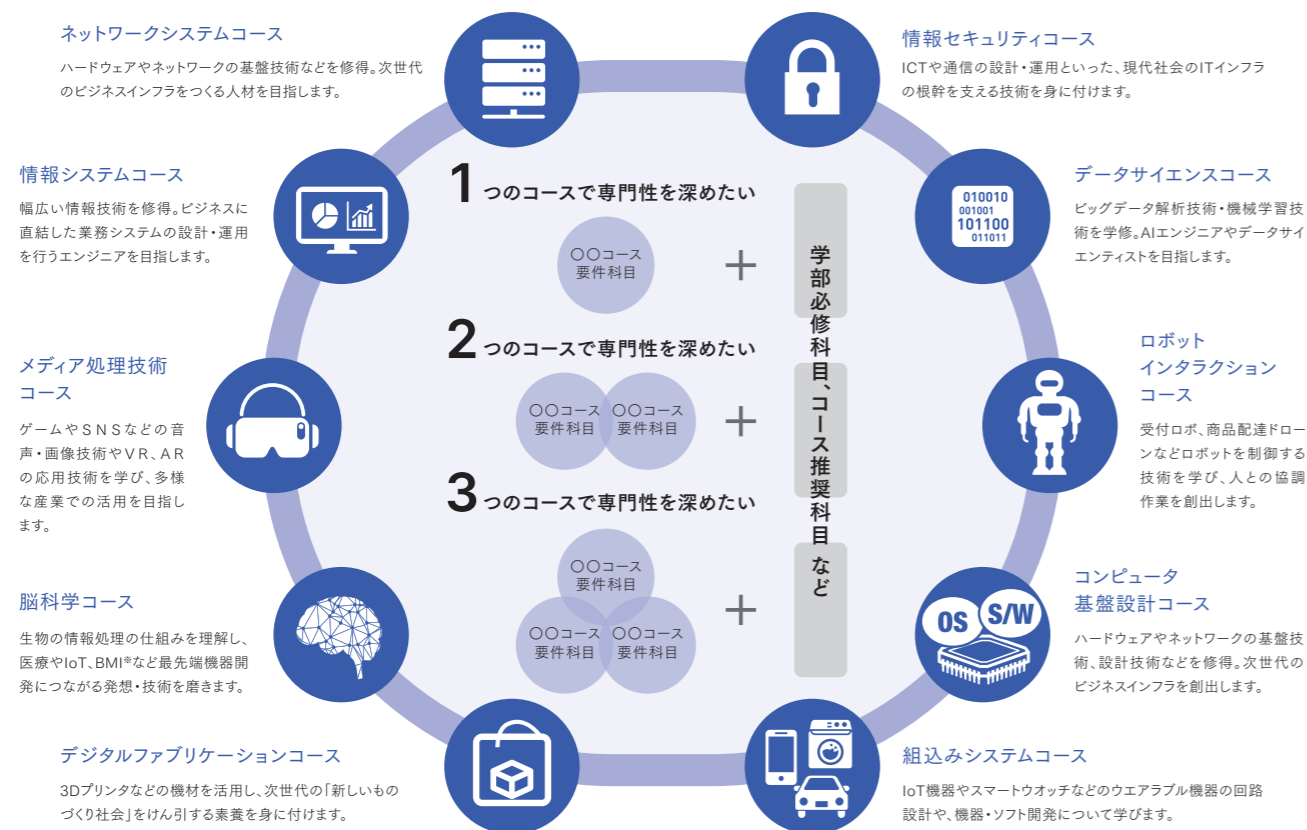 ネットワークシステムコース
ハードウェアやネットワークの基盤技術などを修得。次世代
のビジネスインフラをつくる人材を目指します。
情報セキュリティコース
ICTや通信の設計・運用といった、現代社会のITインフラ
の根幹を支える技術を身に付けます。
情報システムコース
幅広い情報技術を修得。ビジネスに
直結した業務システムの設計・運用
を行うエンジニアを目指します。
データサイエンスコース
ビッグデータ解析技術・機械学習技
術を学修。AIエンジニアやデータサイ
エンティストを目指します。
010010
001001
101100
011011
メディア処理技術
コース
ゲームやSNSなどの音
声・画像技術やVR、AR
の応用技術を学び、多様
な産業での活用を目指し
ます。
ロボット
インタラクション
コース
受付ロボ、商品配達ドロー
ンなどロボットを制御する
技術を学び、人との協調
作業を創出します。
脳科学コース
生物の情報処理の仕組みを理解し、
医療やIoT、BMI※など最先端機器開
発につながる発想・技術を磨きます。
コンピュータ
基盤設計コース
ハードウェアやネットワークの基盤技
術、設計技術などを修得。次世代の
ビジネスインフラを創出します。
OS S/W
デジタルファブリケーションコース
3Dプリンタなどの機材を活用し、次世代の「新しいもの
づくり社会」をけん引する素養を身に付けます。
組込みシステムコース
IoT機器やスマートウオッチなどのウエアラブル機器の回路
設計や、機器・ソフト開発について学びます。
1つのコースで専門性を深めたい
〇〇コース
要件科目
+
2つのコースで専門性を深めたい
〇〇コース 〇〇コース
要件科目 要件科目
+
3つのコースで専門性を深めたい
〇〇コース
要件科目
〇〇コース 〇〇コース
要件科目 要件科目
+
学部必修科目、コース推奨科目 など